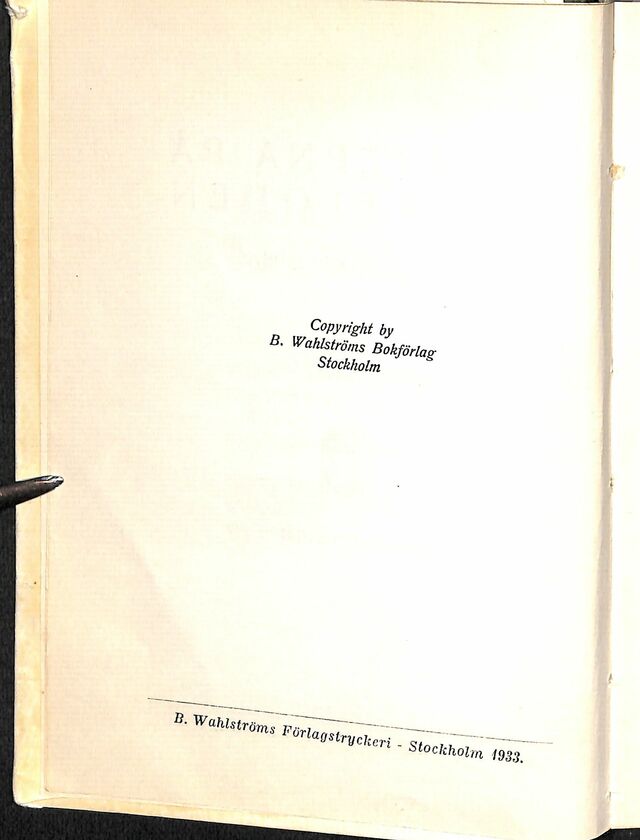 Copyright by
B. Wahlströms Bokförlag
Stockholm
B. Wahlströms Förlagstryckeri - Stockholm 1933.